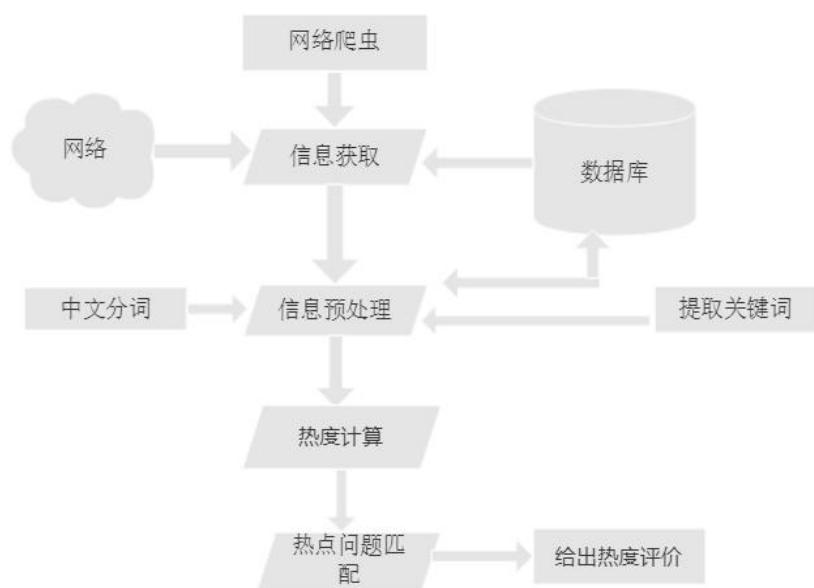 网络爬虫
网络
信息获取
数据库
中文分词
信息预处理
提取关键词
热度计算
热点问题匹
配
给出热度评价